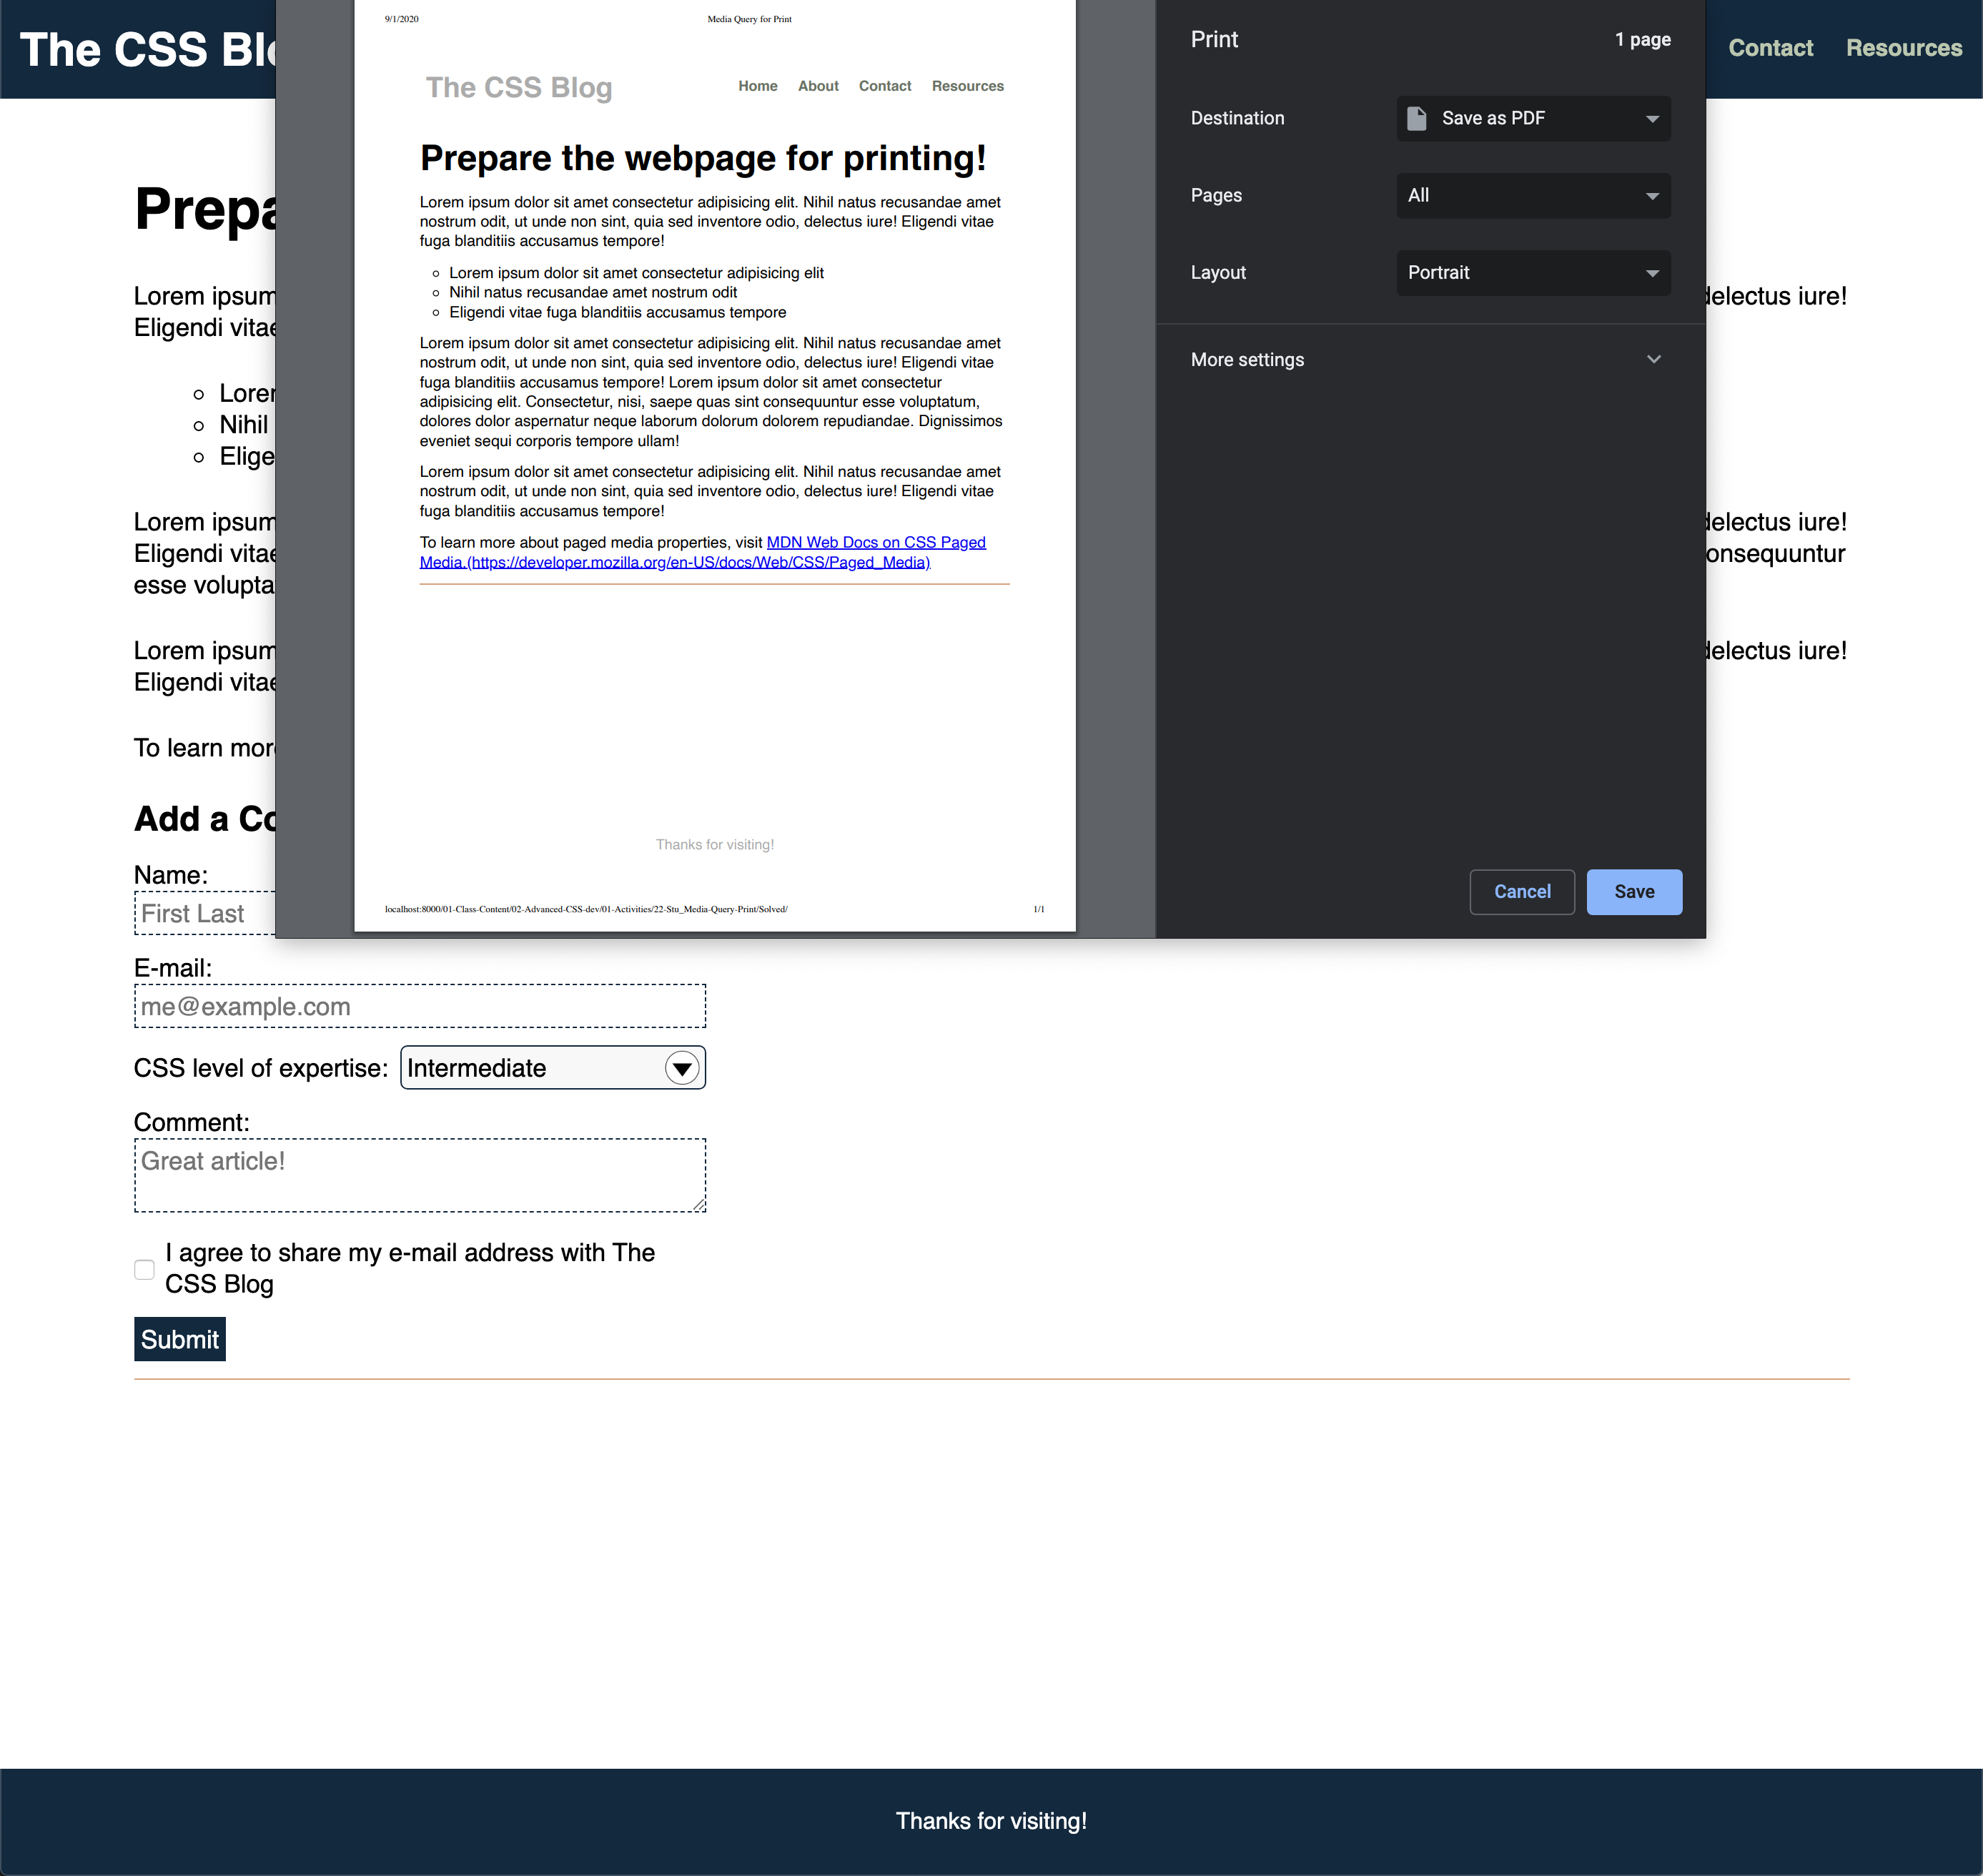 The CSS Blo
Contact
Resources
Prepa
Lorem ipsum
delectus iure!
Eligendi vitae
Lorem
Nihil
Elige
Lorem ipsum
delectus iure!
Eligendi vitae
onsequuntur
esse volupta
Lorem ipsum
delectus iure!
Eligendi vitae
To learn more
Add a Co
Name:
First Last
E-mail:
me@example.com
CSS level of expertise:
Intermediate
Comment:
Great article!
I agree to share my e-mail address with The
CSS Blog
Submit
Thanks for visiting!
9/1/2020
Media Query for Print
The CSS Blog
Home
About
Contact
Resources
Prepare the webpage for printing!
Lorem ipsum dolor sit amet consectetur adipisicing elit. Nihil natus recusandae amet
nostrum odit, ut unde non sint, quia sed inventore odio, delectus iure! Eligendi vitae
fuga blanditiis accusamus tempore!
Lorem ipsum dolor sit amet consectetur adipisicing elit
Nihil natus recusandae amet nostrum odit
Eligendi vitae fuga blanditiis accusamus tempore
Lorem ipsum dolor sit amet consectetur adipisicing elit. Nihil natus recusandae amet
nostrum odit, ut unde non sint, quia sed inventore odio, delectus iure! Eligendi vitae
fuga blanditiis accusamus tempore! Lorem ipsum dolor sit amet consectetur
adipisicing elit. Consectetur, nisi, saepe quas sint consequuntur esse voluptatum,
dolores dolor aspernatur neque laborum dolorum dolorem repudiandae. Dignissimos
eveniet sequi corporis tempore ullam!
Lorem ipsum dolor sit amet consectetur adipisicing elit. Nihil natus recusandae amet
nostrum odit, ut unde non sint, quia sed inventore odio, delectus iure! Eligendi vitae
fuga blanditiis accusamus tempore!
To learn more about paged media properties, visit MDN Web Docs on CSS Paged
Media.(https://developer.mozilla.org/en-US/docs/Web/CSS/Paged_Media)
Thanks for visiting!
localhost:8000/01-Class-Content/02-Advanced-CSS-dev/01-Activities/22-Stu_Media-Query-Print/Solved/
1/1
Print
1 page
Destination
Save as PDF
Pages
All
Layout
Portrait
More settings
Cancel
Save